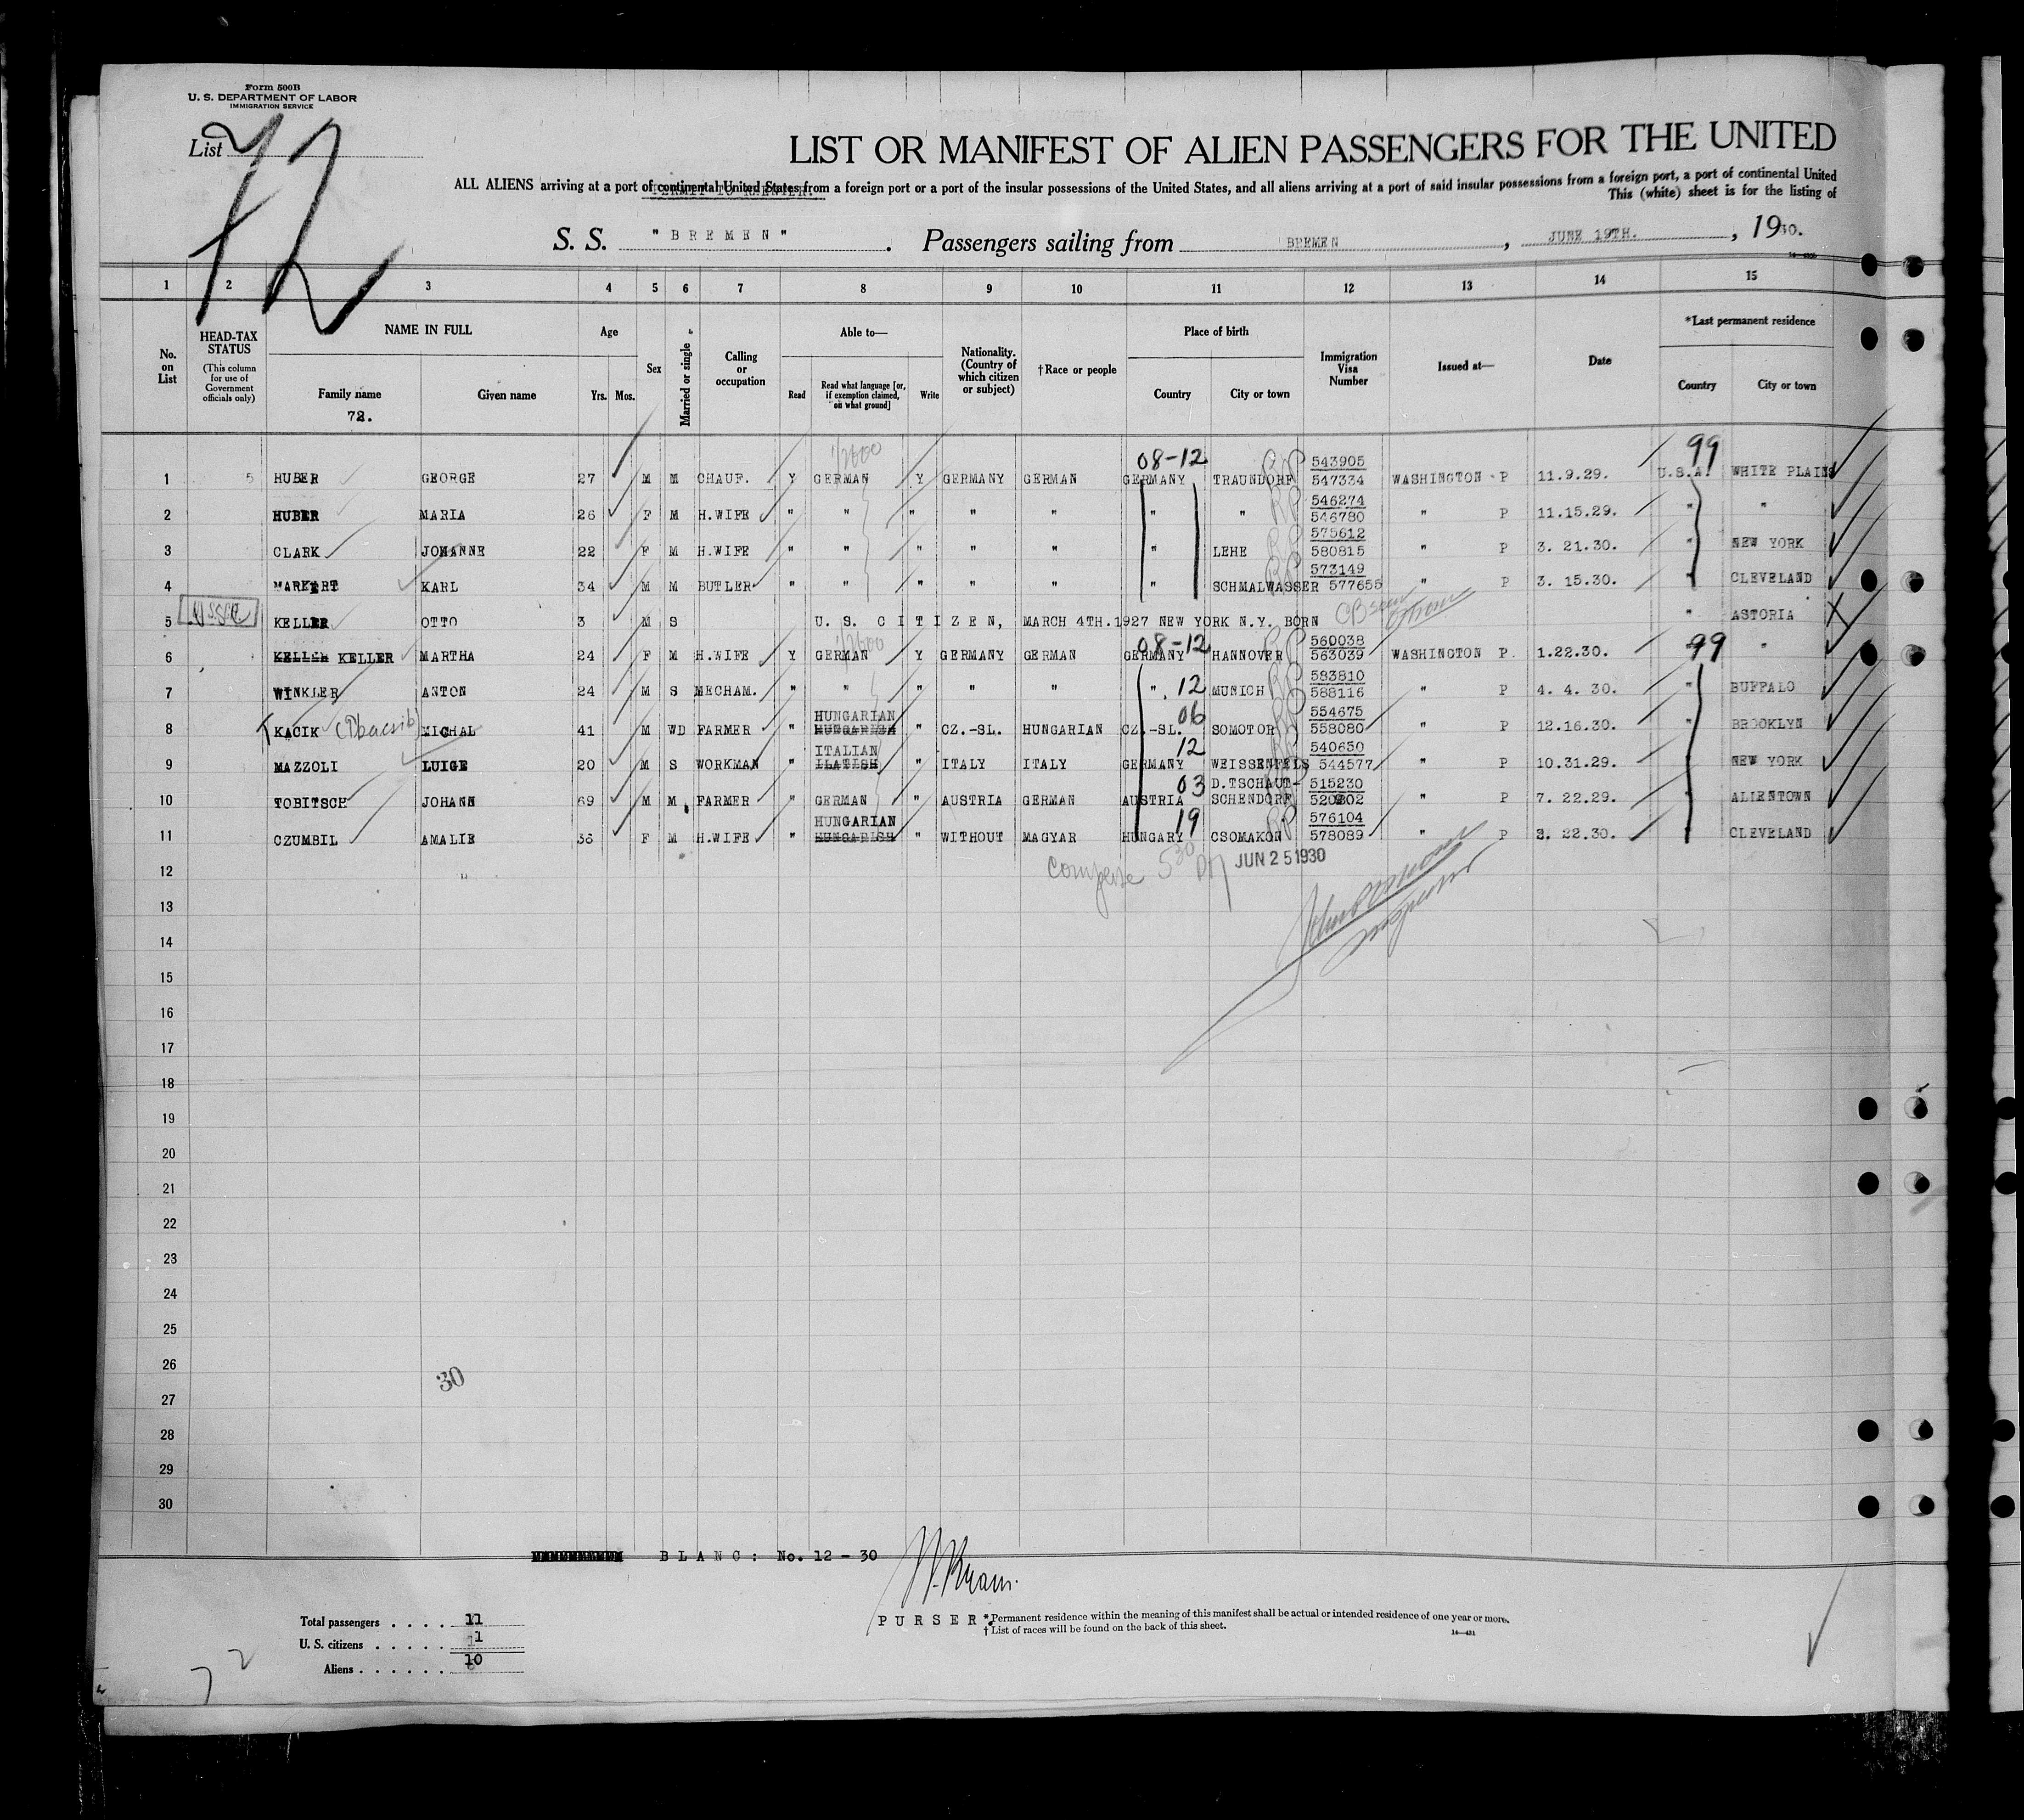 Form 500B
U. S. DEPARTMENT OF LABOR
IMMIGRATION SERVICE
List 72
LIST OR MANIFEST OF ALIEN PASSENGERS FOR THE UNITED
ALL ALIENS arriving at a port of continental United States from a foreign port or a port of the insular possessions of the United States, and all aliens arriving at a port of said insular possessions from a foreign port, a port of continental United
This (white) sheet is for the listing of
S. S. " B R E M E N " . Passengers sailing from BREMEN , JUNE 19TH. , 1930.
1 2 3 4 5 6 7 8 9 10 11 12 13 14 15
No. on List
HEAD-TAX STATUS (This column for use of Government officials only)
NAME IN FULL
Family name
72.
Given name
Age
Yrs. Mos.
Sex
Married or single
Calling or occupation
Able to—
Read
Read what language [or, if exemption claimed, on what ground]
Write
Nationality. (Country of which citizen or subject)
†Race or people
Place of birth
Country
City or town
Immigration Visa Number
Issued at—
Date
*Last permanent residence
Country
City or town
08-12 543905 99
1 5 HUBER GEORGE 27 M M CHAUF. Y GERMAN Y GERMANY GERMAN GERMANY TRAUNDORF 547334 WASHINGTON P 11.9.29. U.S.A. WHITE PLAINS
546274
2 HUBER MARIA 26 F M H.WIFE " " " " " " " 546780 " P 11.15.29. " "
575612
3 CLARK JOHANNE 22 F M H.WIFE " " " " " " LEHE 580815 " P 3. 21.30. " NEW YORK
573149
4 MARKERT KARL 34 M M BUTLER " " " " " " SCHMALWASSER 577655 " P 3. 15.30. " CLEVELAND
5 KELLER OTTO 3 M S U. S. C I T I Z E N, MARCH 4TH.1927 NEW YORK N.Y. BORN " ASTORIA
08-12 560038 99
6 KELLER KELLER MARTHA 24 F M H.WIFE Y GERMAN Y GERMANY GERMAN GERMANY HANNOVER 563039 WASHINGTON P. 1.22.30. "
583810
7 WINKLER ANTON 24 M S MECHAM. " " " " " " 12 MUNICH 588116 " P 4. 4. 30. " BUFFALO
HUNGARIAN 06 554675
8 KACIK MICHAL 41 M WD FARMER " " CZ.-SL. HUNGARIAN CZ.-SL. SOMOTOR 558080 " P 12.16.30. " BROOKLYN
ITALIAN 12 540630
9 MAZZOLI LUIGE 20 M S WORKMAN " " ITALY ITALY GERMANY WEISSENFELS 544577 " P 10.31.29. " NEW YORK
03 D.TSCHAUT- 515230
10 TOBITSCH JOHANN 69 M M FARMER " GERMAN " AUSTRIA GERMAN AUSTRIA SCHENDORF " P 7. 22.29. " ALLENTOWN
HUNGARIAN 19 576104
11 CZUMBIL AMALIE 36 F M H.WIFE " " WITHOUT MAGYAR HUNGARY CSOMAKON 578089 " P 3. 22.30. " CLEVELAND
JUN 25 1930
12
13
14
15
16
17
18
19
20
21
22
23
24
25
26
30
27
28
29
30
B L A N C : No. 12 - 30
P U R S E R .
*Permanent residence within the meaning of this manifest shall be actual or intended residence of one year or more.
†List of races will be found on the back of this sheet.
14—431
Total passengers . . . . 11
U. S. citizens . . . . . 1
Aliens . . . . . . 10
72